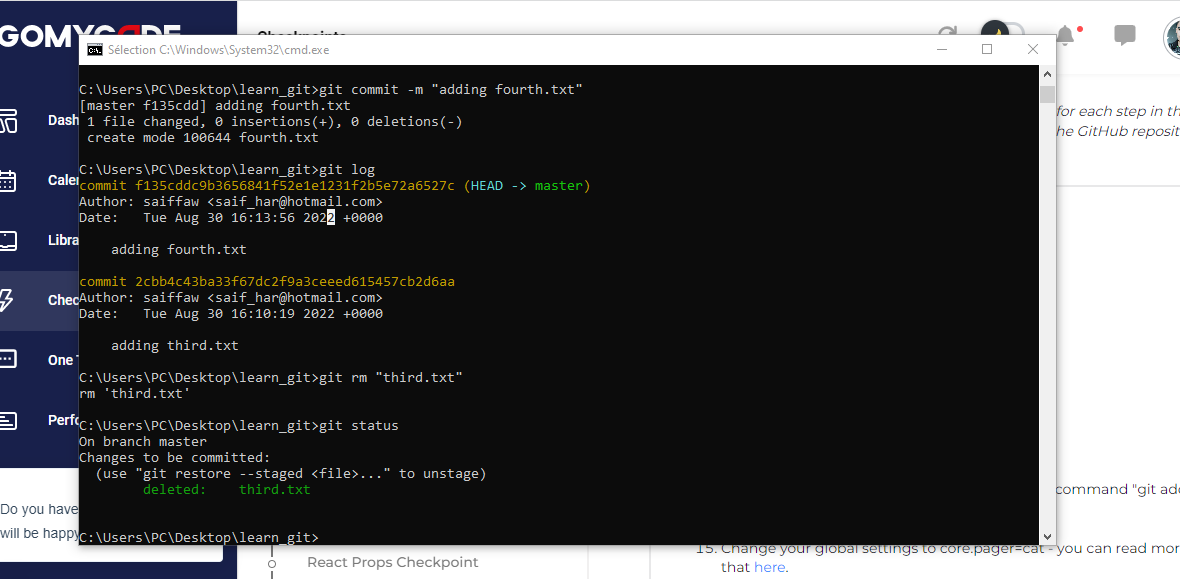 GOMYCODE
Checkpoints
Sélection C:\Windows\System32\cmd.exe
C:\Users\PC\Desktop\learn_git>git commit -m "adding fourth.txt"
[master f135cdd] adding fourth.txt
 1 file changed, 0 insertions(+), 0 deletions(-)
 create mode 100644 fourth.txt
C:\Users\PC\Desktop\learn_git>git log
commit f135cddc9b3656841f52e1e1231f2b5e72a6527c (HEAD -> master)
Author: saiffaw <saif_har@hotmail.com>
Date:   Tue Aug 30 16:13:56 2022 +0000
    adding fourth.txt
commit 2cbb4c43ba33f67dc2f9a3ceeed615457cb2d6aa
Author: saiffaw <saif_har@hotmail.com>
Date:   Tue Aug 30 16:10:19 2022 +0000
    adding third.txt
C:\Users\PC\Desktop\learn_git>git rm "third.txt"
rm 'third.txt'
C:\Users\PC\Desktop\learn_git>git status
On branch master
Changes to be committed:
  (use "git restore --staged <file>..." to unstage)
        deleted:    third.txt
C:\Users\PC\Desktop\learn_git>
Dash
Caler
Libra
Chec
One T
Perfo
Do you have
will be happy
for each step in th
he GitHub reposit
command "git add
15. Change your global settings to core.pager=cat - you can read mor
that here.
React Props Checkpoint